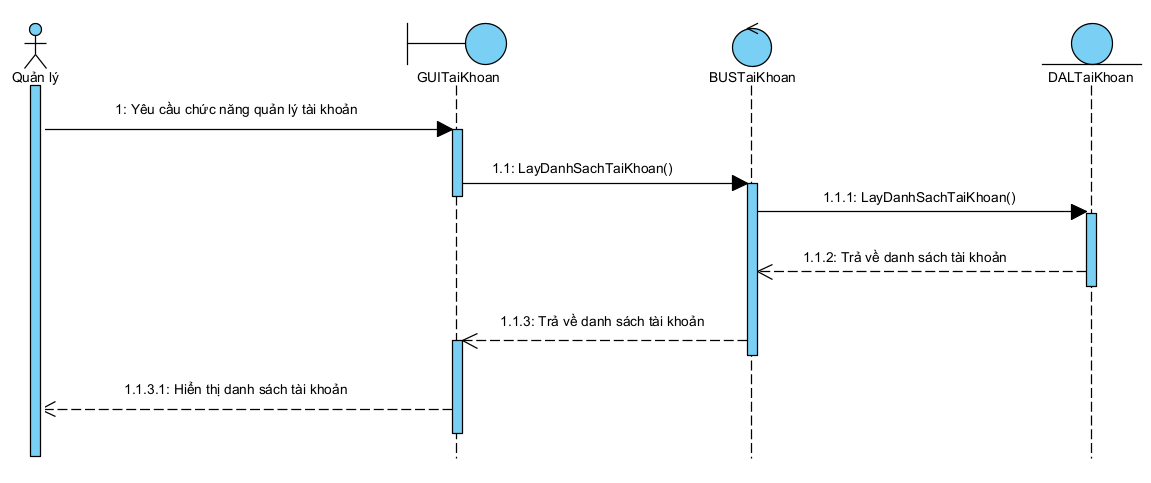 Quản lý
GUITaiKhoan
BUSTaiKhoan
DALTaiKhoan
1: Yêu cầu chức năng quản lý tài khoản
1.1: LayDanhSachTaiKhoan()
1.1.1: LayDanhSachTaiKhoan()
1.1.2: Trả về danh sách tài khoản
1.1.3: Trả về danh sách tài khoản
1.1.3.1: Hiển thị danh sách tài khoản